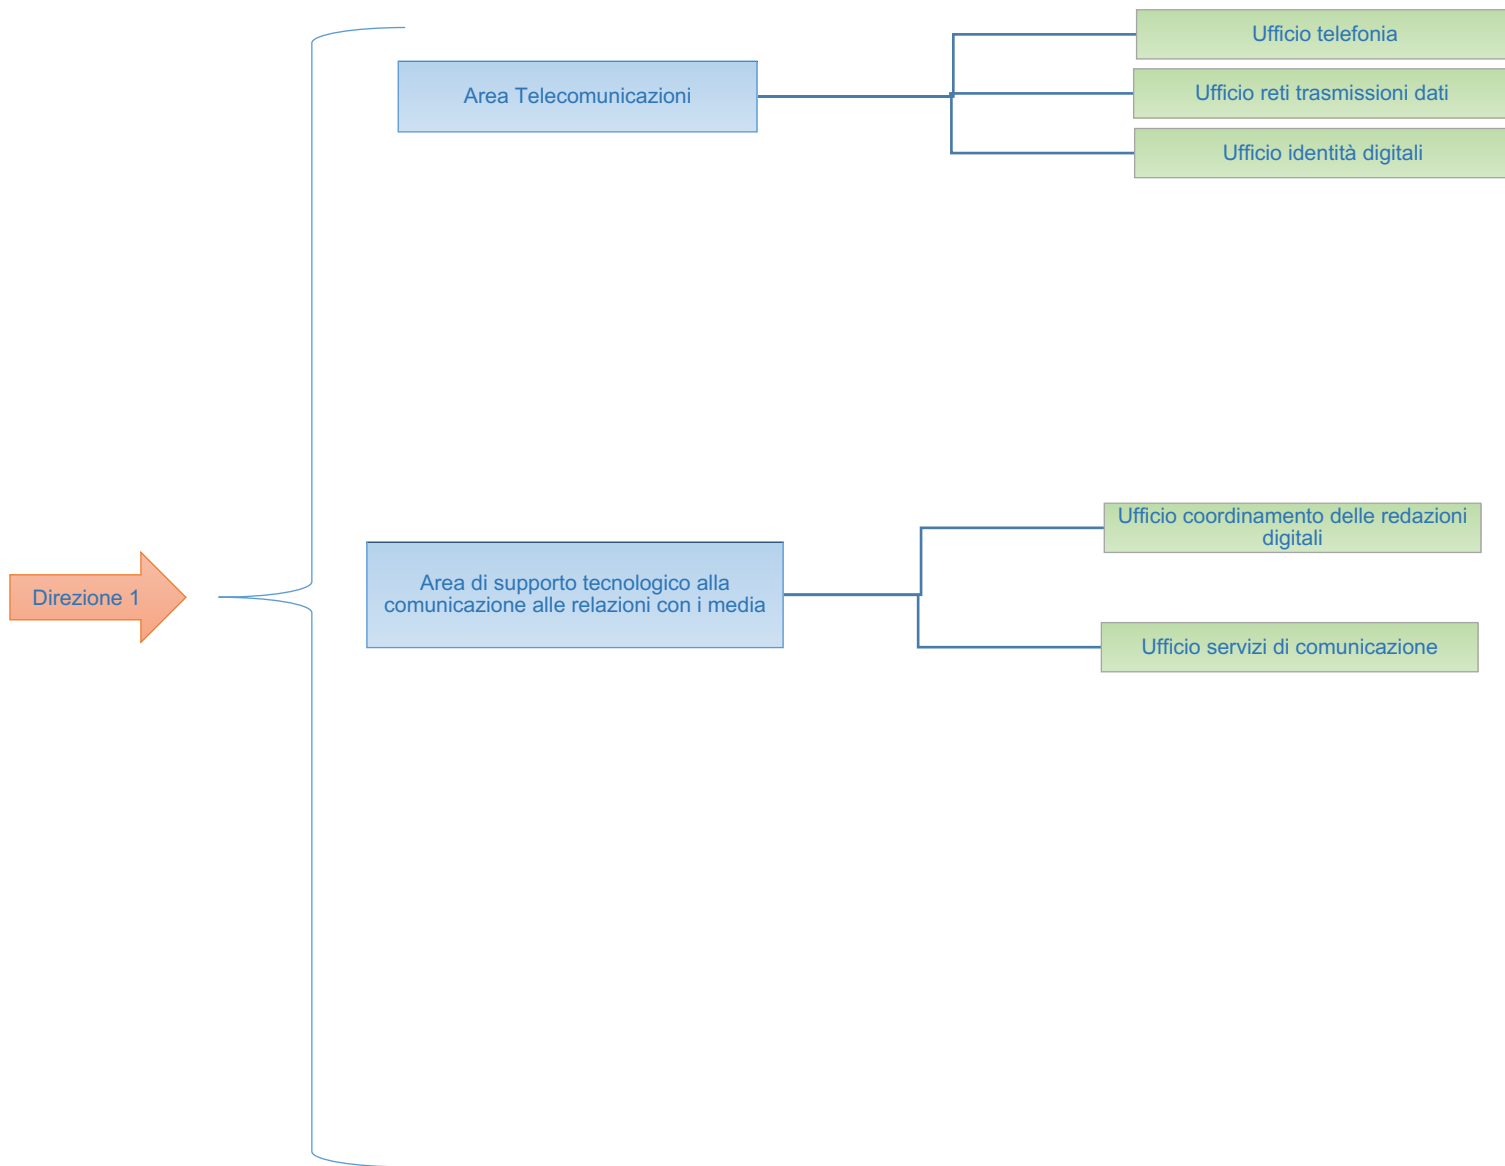 Ufficio telefonia
Area Telecomunicazioni
Ufficio reti trasmissioni dati
Ufficio identità digitali
Ufficio coordinamento delle redazioni
digitali
Direzione 1
Area di supporto tecnologico alla
comunicazione alle relazioni con i media
Ufficio servizi di comunicazione